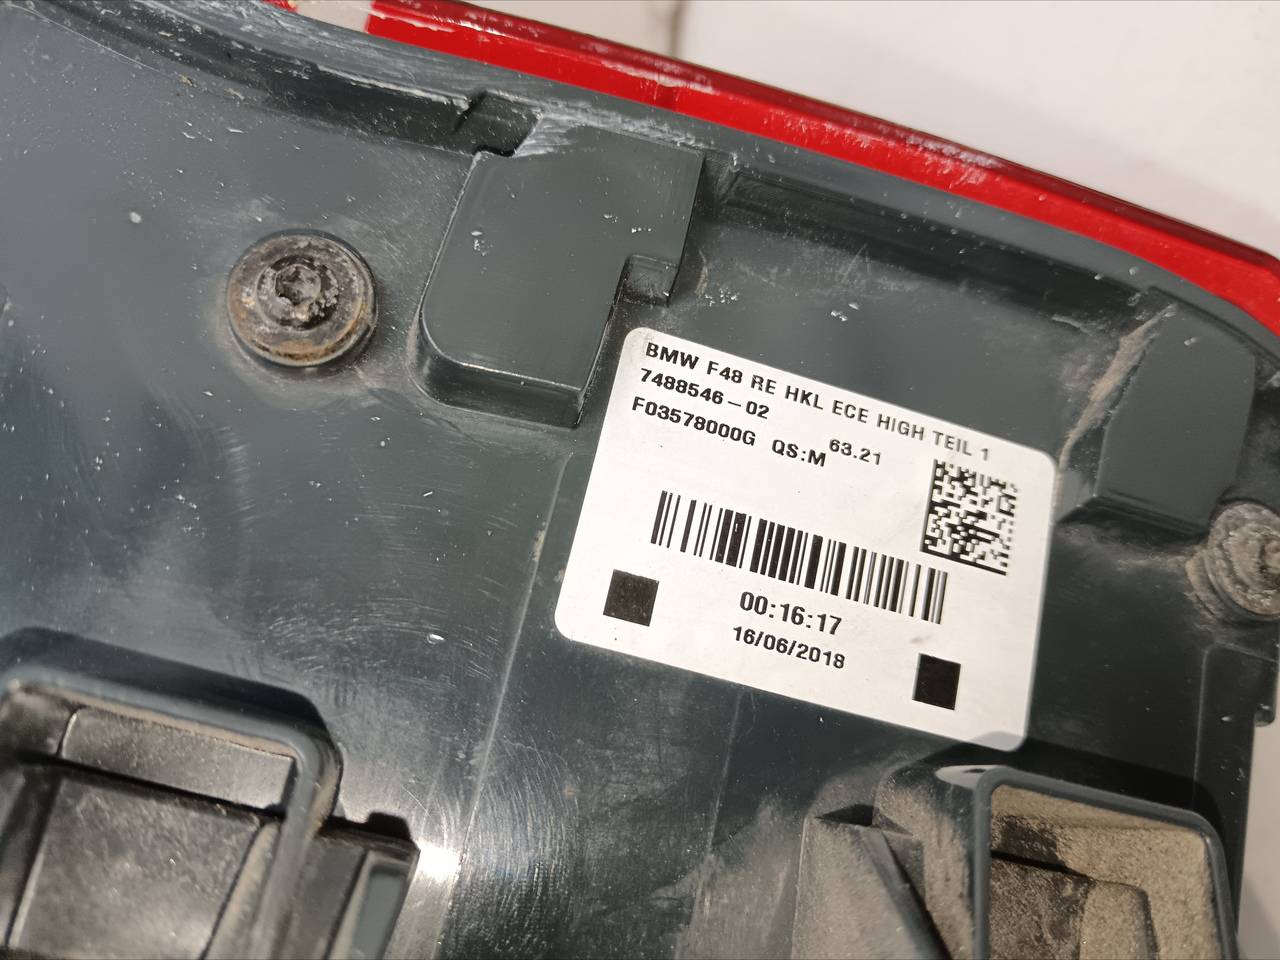 BMW F48 RE HKL ECE HIGH TEIL 1
7488546-02 63.21
F03578000G QS:M
00:16:17
16/06/2018